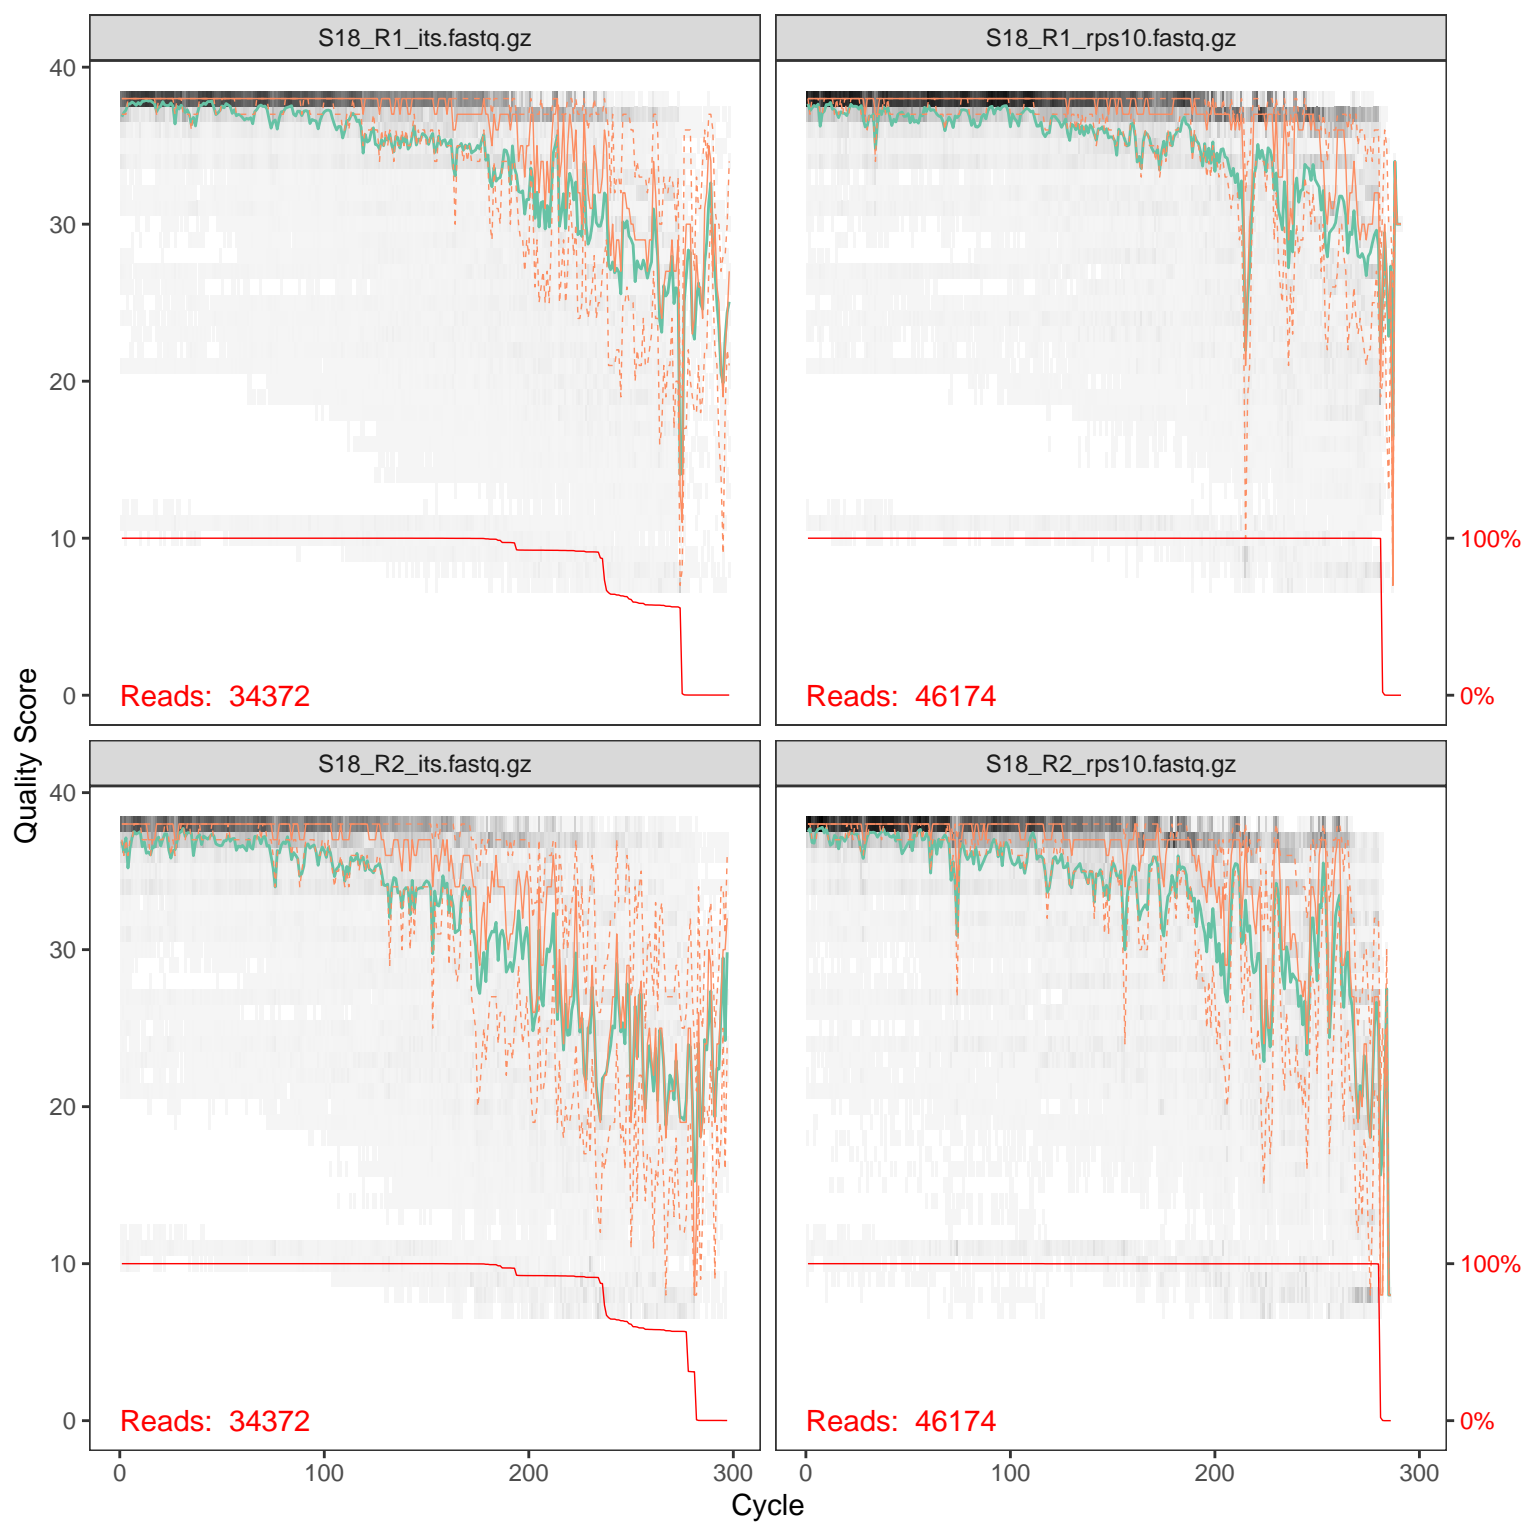 S18_R1_its.fastq.gz
S18_R1_rps10.fastq.gz
40
30
20
10
0
100%
0%
Reads: 34372
Reads: 46174
Quality Score
S18_R2_its.fastq.gz
S18_R2_rps10.fastq.gz
40
30
20
10
0
100%
0%
Reads: 34372
Reads: 46174
0 100 200 300
0 100 200 300
Cycle